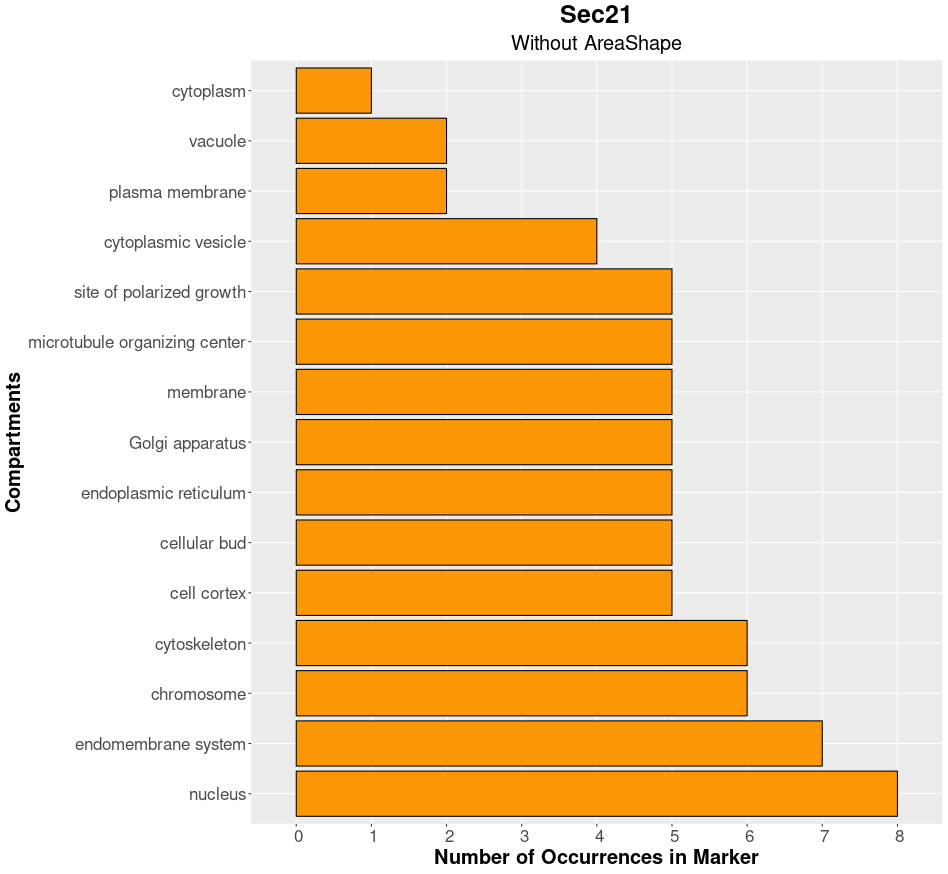 Sec21
Without AreaShape
cytoplasm
vacuole
plasma membrane
cytoplasmic vesicle
site of polarized growth
microtubule organizing center
membrane
Golgi apparatus
endoplasmic reticulum
cellular bud
cell cortex
cytoskeleton
chromosome
endomembrane system
nucleus
Compartments
0 1 2 3 4 5 6 7 8
Number of Occurrences in Marker